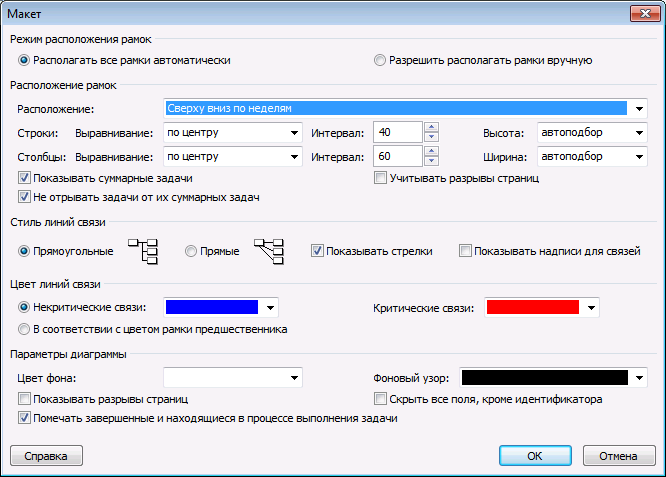 Макет
Режим расположения рамок
Располагать все рамки автоматически Разрешить располагать рамки вручную
Расположение рамок
Расположение: Сверху вниз по неделям
Строки: Выравнивание: по центру Интервал: 40 Высота: автоподбор
Столбцы: Выравнивание: по центру Интервал: 60 Ширина: автоподбор
Показывать суммарные задачи Учитывать разрывы страниц
Не отрывать задачи от их суммарных задач
Стиль линий связи
Прямоугольные Прямые Показывать стрелки Показывать надписи для связей
Цвет линий связи
Некритические связи: Критические связи:
В соответствии с цветом рамки предшественника
Параметры диаграммы
Цвет фона: Фоновый узор:
Показывать разрывы страниц Скрыть все поля, кроме идентификатора
Помечать завершенные и находящиеся в процессе выполнения задачи
Справка ОК Отмена